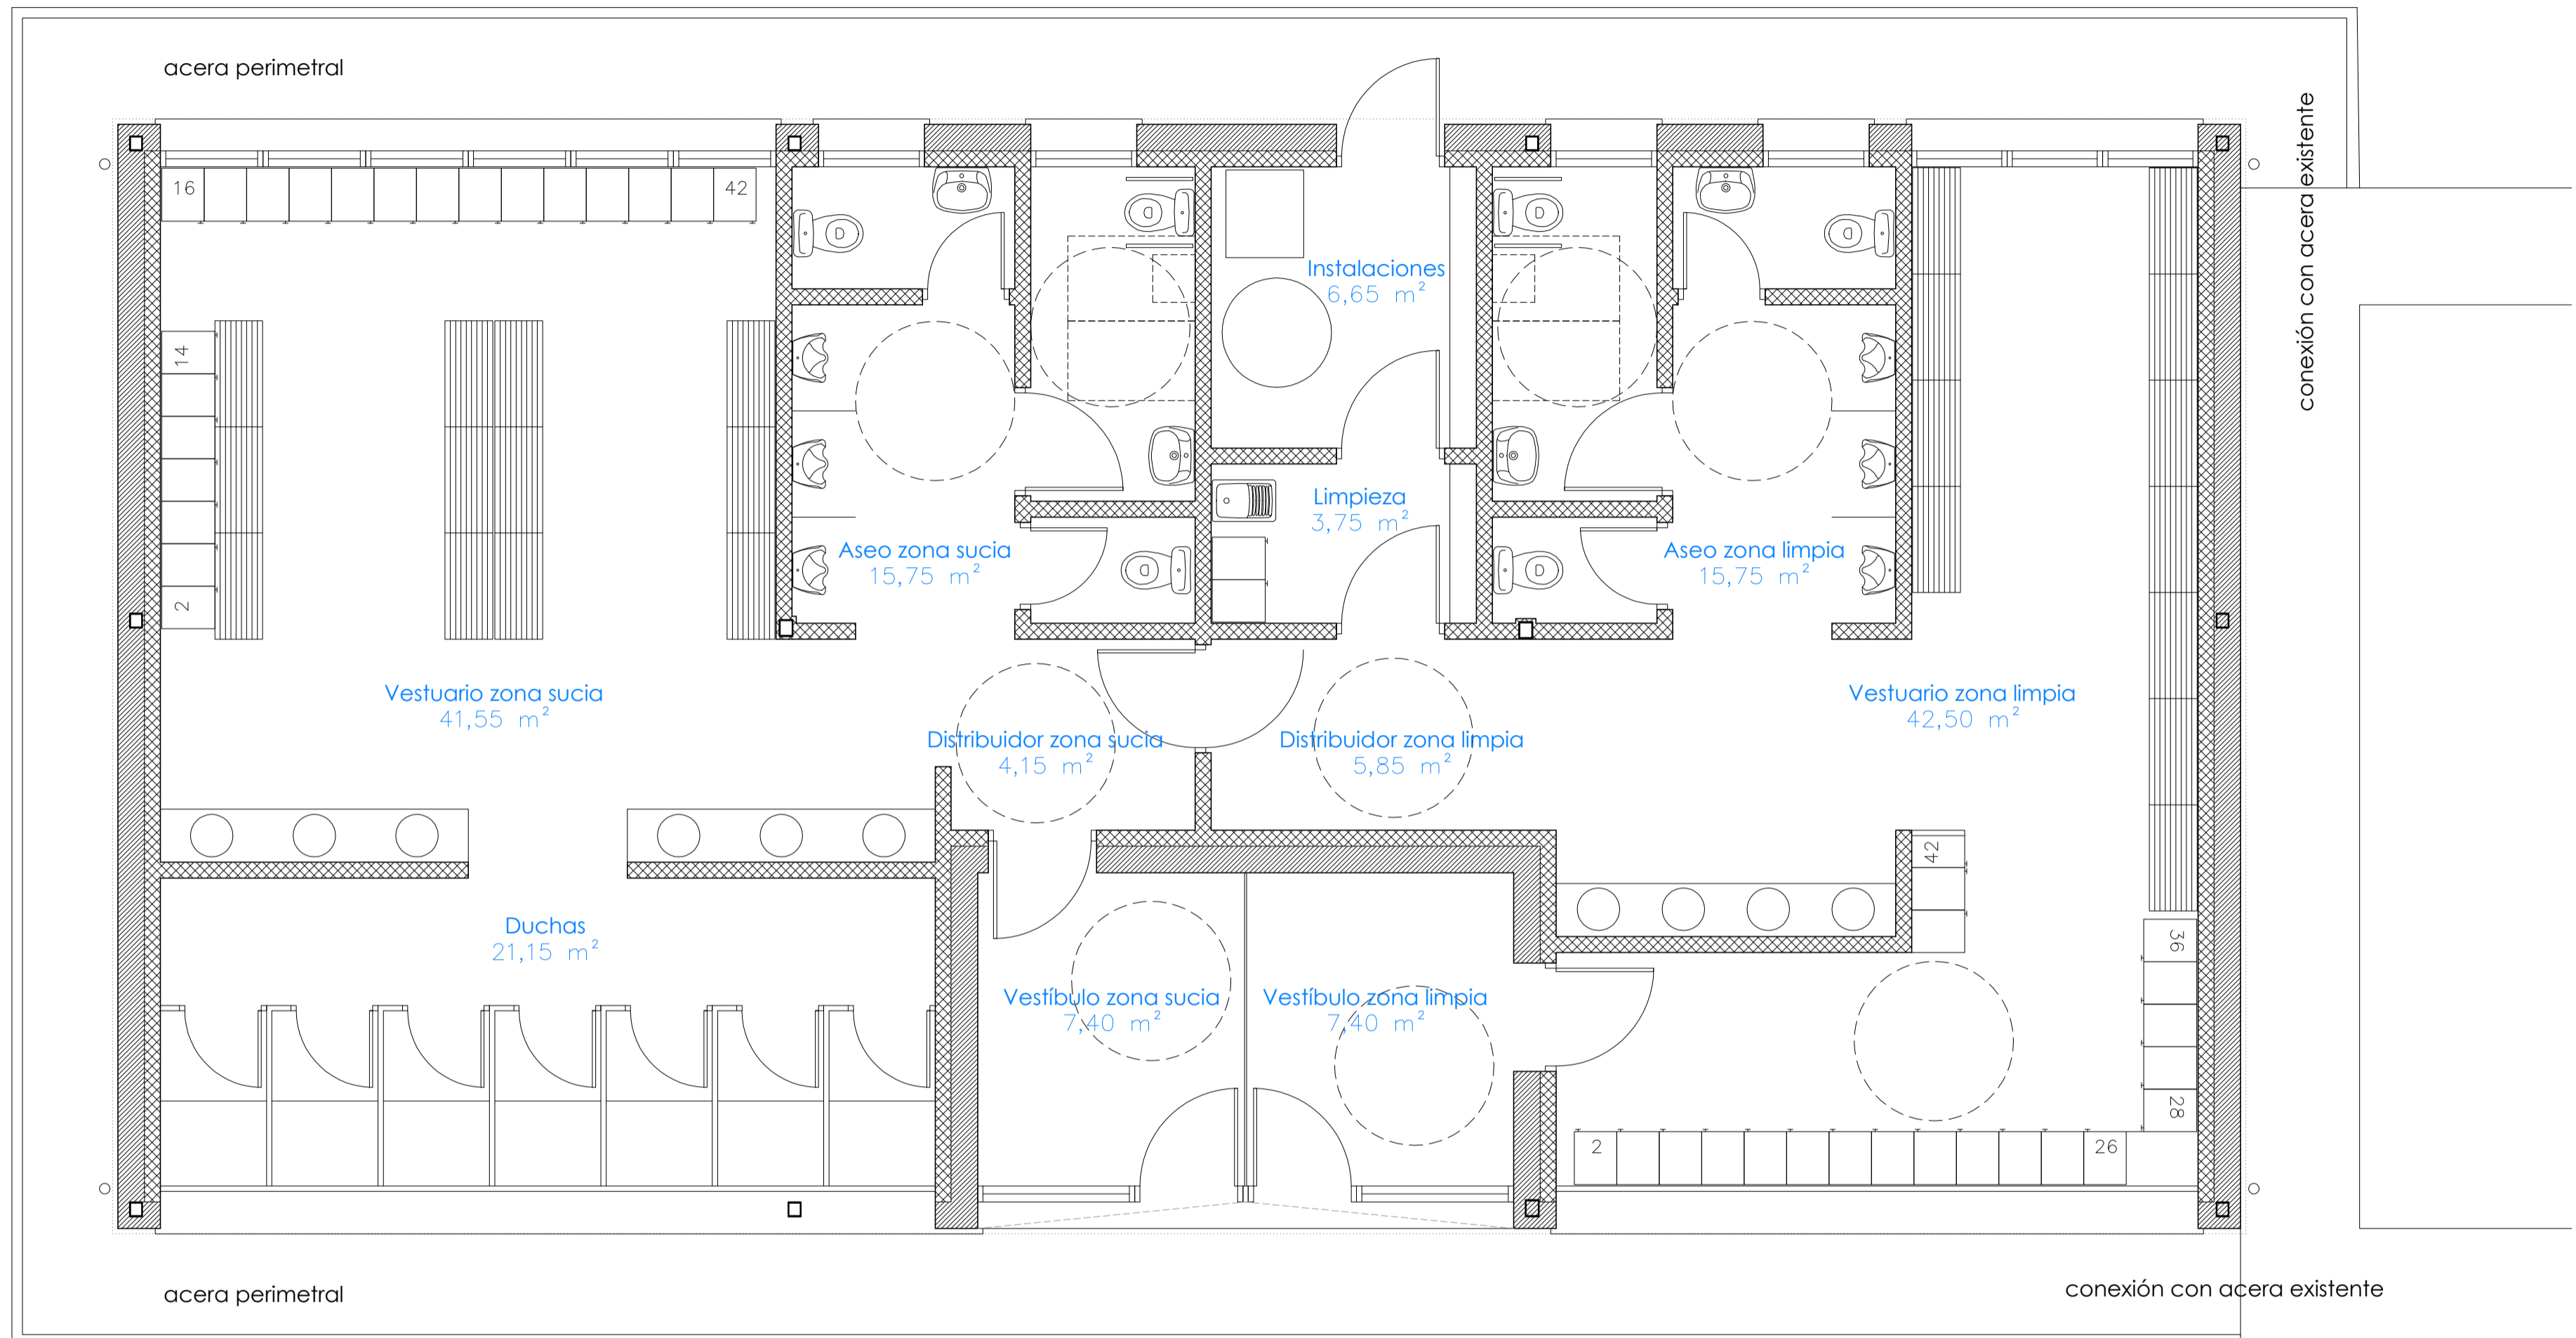 acera perimetral
conexión con acera existente
16
42
14
2
Instalaciones
6,65 m²
Limpieza
3,75 m²
Aseo zona sucia
15,75 m²
Aseo zona limpia
15,75 m²
Vestuario zona sucia
41,55 m²
Vestuario zona limpia
42,50 m²
Distribuidor zona sucia
4,15 m²
Distribuidor zona limpia
5,85 m²
42
Duchas
21,15 m²
36
Vestíbulo zona sucia
7,40 m²
Vestíbulo zona limpia
7,40 m²
28
2
26
acera perimetral
conexión con acera existente